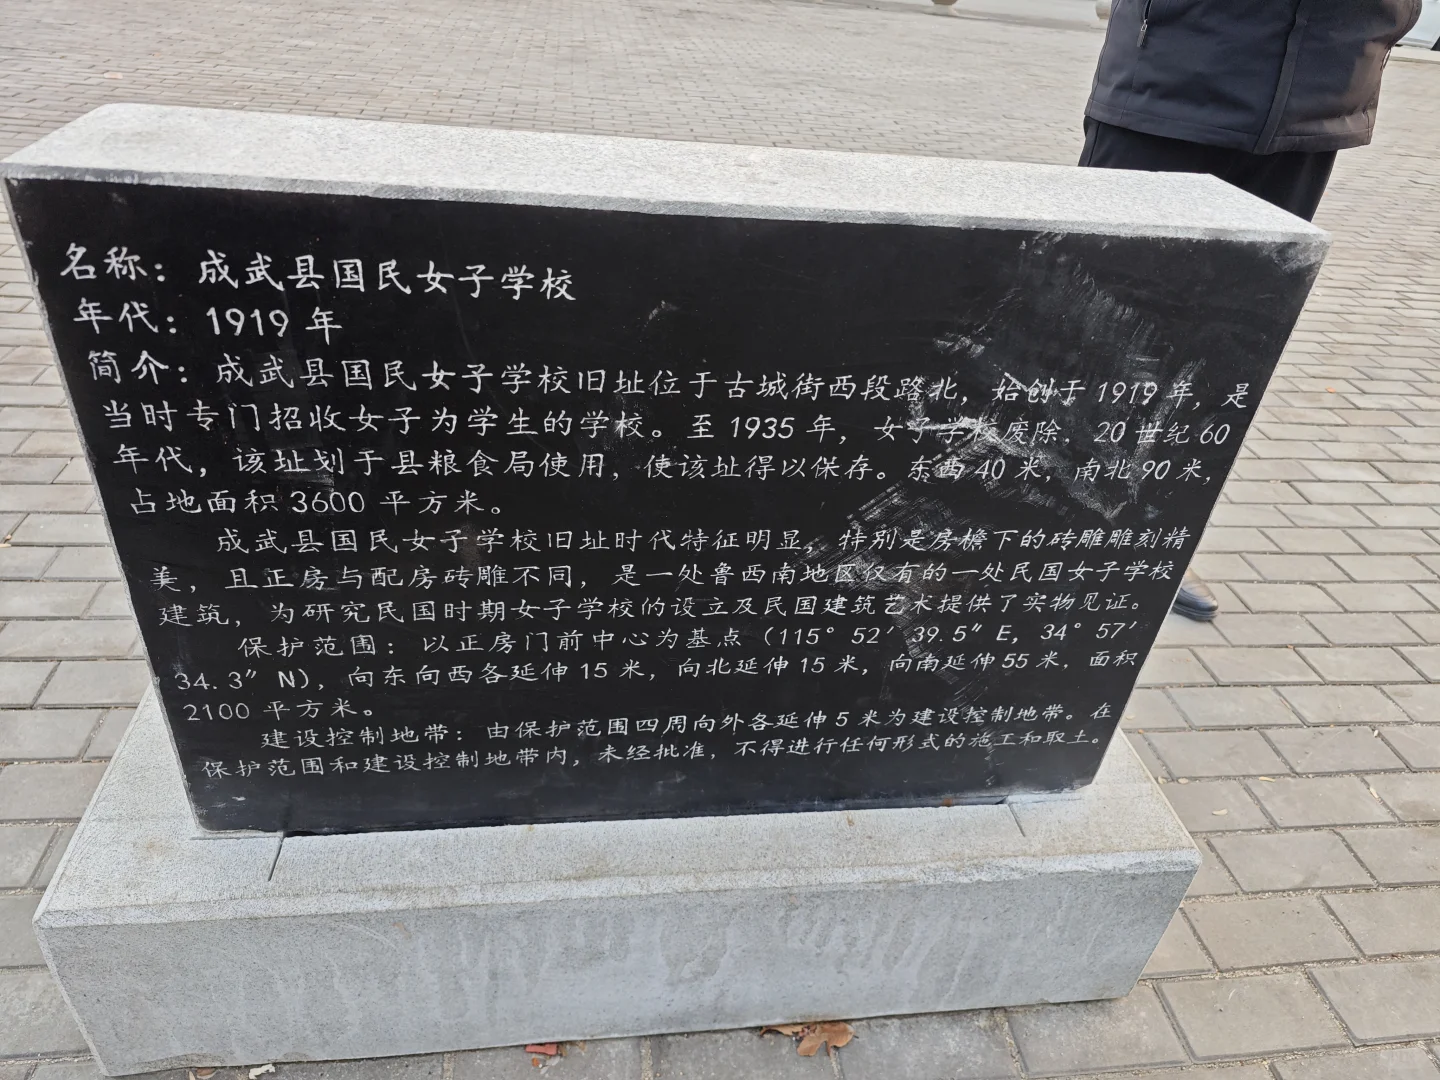 名称：成武县国民女子学校
年代：1919 年
简介：成武县国民女子学校旧址位于古城街西段路北，始创于 1919 年，是
当时专门招收女子为学生的学校。至 1935 年，女子学校废除．20 世纪 60
年代，该址划于县粮食局使用，使该址得以保存。东西 40 米，南北 90 米，
占地面积 3600 平方米。
成武县国民女子学校旧址时代特征明显，特别是房檐下的砖雕雕刻精
美，且正房与配房砖雕不同，是一处鲁西南地区仅有的一处民国女子学校
建筑，为研究民国时期女子学校的设立及民国建筑艺术提供了实物见证。
保护范围：以正房门前中心为基点（115° 52′ 39.5″ E，34° 57′
34.3″ N），向东向西各延伸 15 米，向北延伸 15 米，向南延伸 55 米．面积
2100 平方米。
建设控制地带：由保护范围四周向外各延伸 5 米为建设控制地带。在
保护范围和建设控制地带内，未经批准，不得进行任何形式的施工和取土。